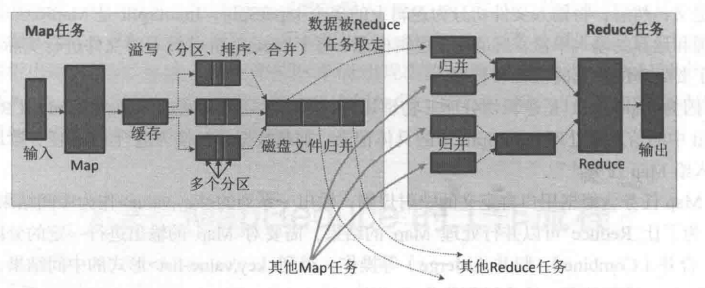 Map任务
溢写（分区、排序、合并）
数据被Reduce
任务取走
Reduce任务
归并
归并
输入
Map
缓存
磁盘文件归并
多个分区
Reduce
输出
其他Map任务
其他Reduce任务